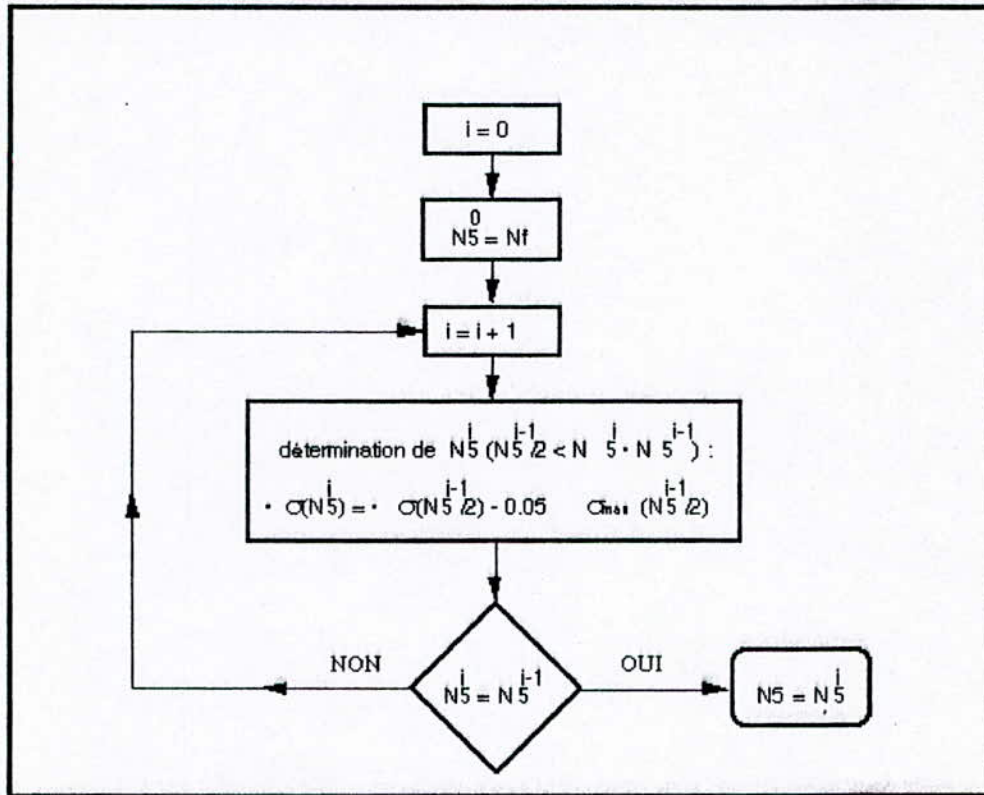 i = 0
N5^0 = Nf
i = i + 1
détermination de N5^i (N5^i-1/2 < N 5^i · N 5^i-1) :
· σ(N5^i) = · σ(N5^i-1/2) - 0.05 σmax (N5^i-1/2)
NON
N5^i = N5^i-1
OUI
N5 = N5^i